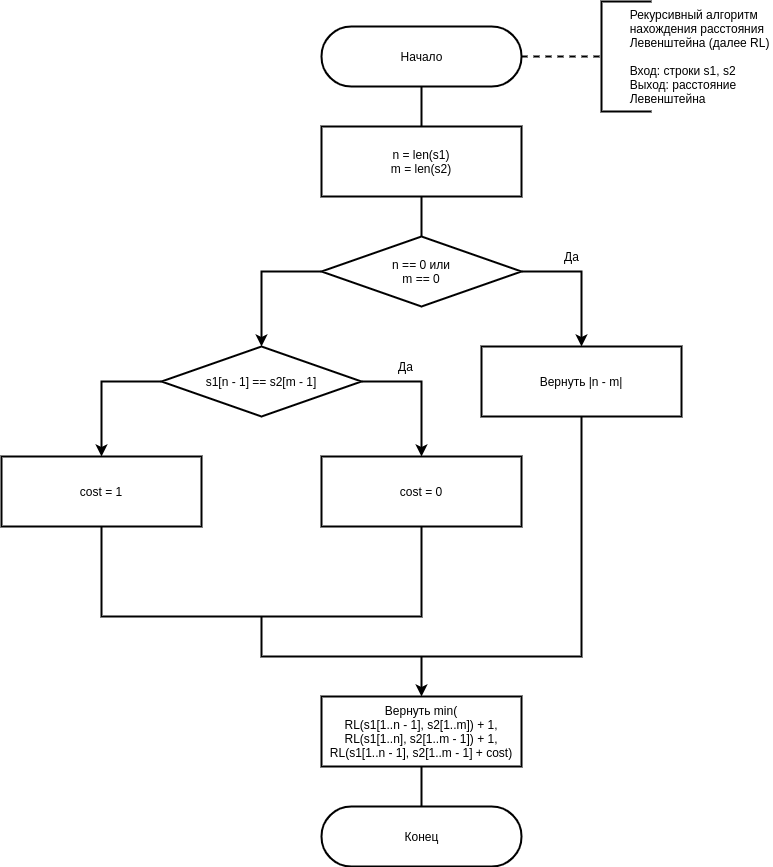 Начало
Рекурсивный алгоритм
нахождения расстояния
Левенштейна (далее RL)
Вход: строки s1, s2
Выход: расстояние
Левенштейна
n = len(s1)
m = len(s2)
n == 0 или
m == 0
Да
s1[n - 1] == s2[m - 1]
Да
Вернуть |n - m|
cost = 1
cost = 0
Вернуть min(
RL(s1[1..n - 1], s2[1..m]) + 1,
RL(s1[1..n], s2[1..m - 1]) + 1,
RL(s1[1..n - 1], s2[1..m - 1] + cost)
Конец